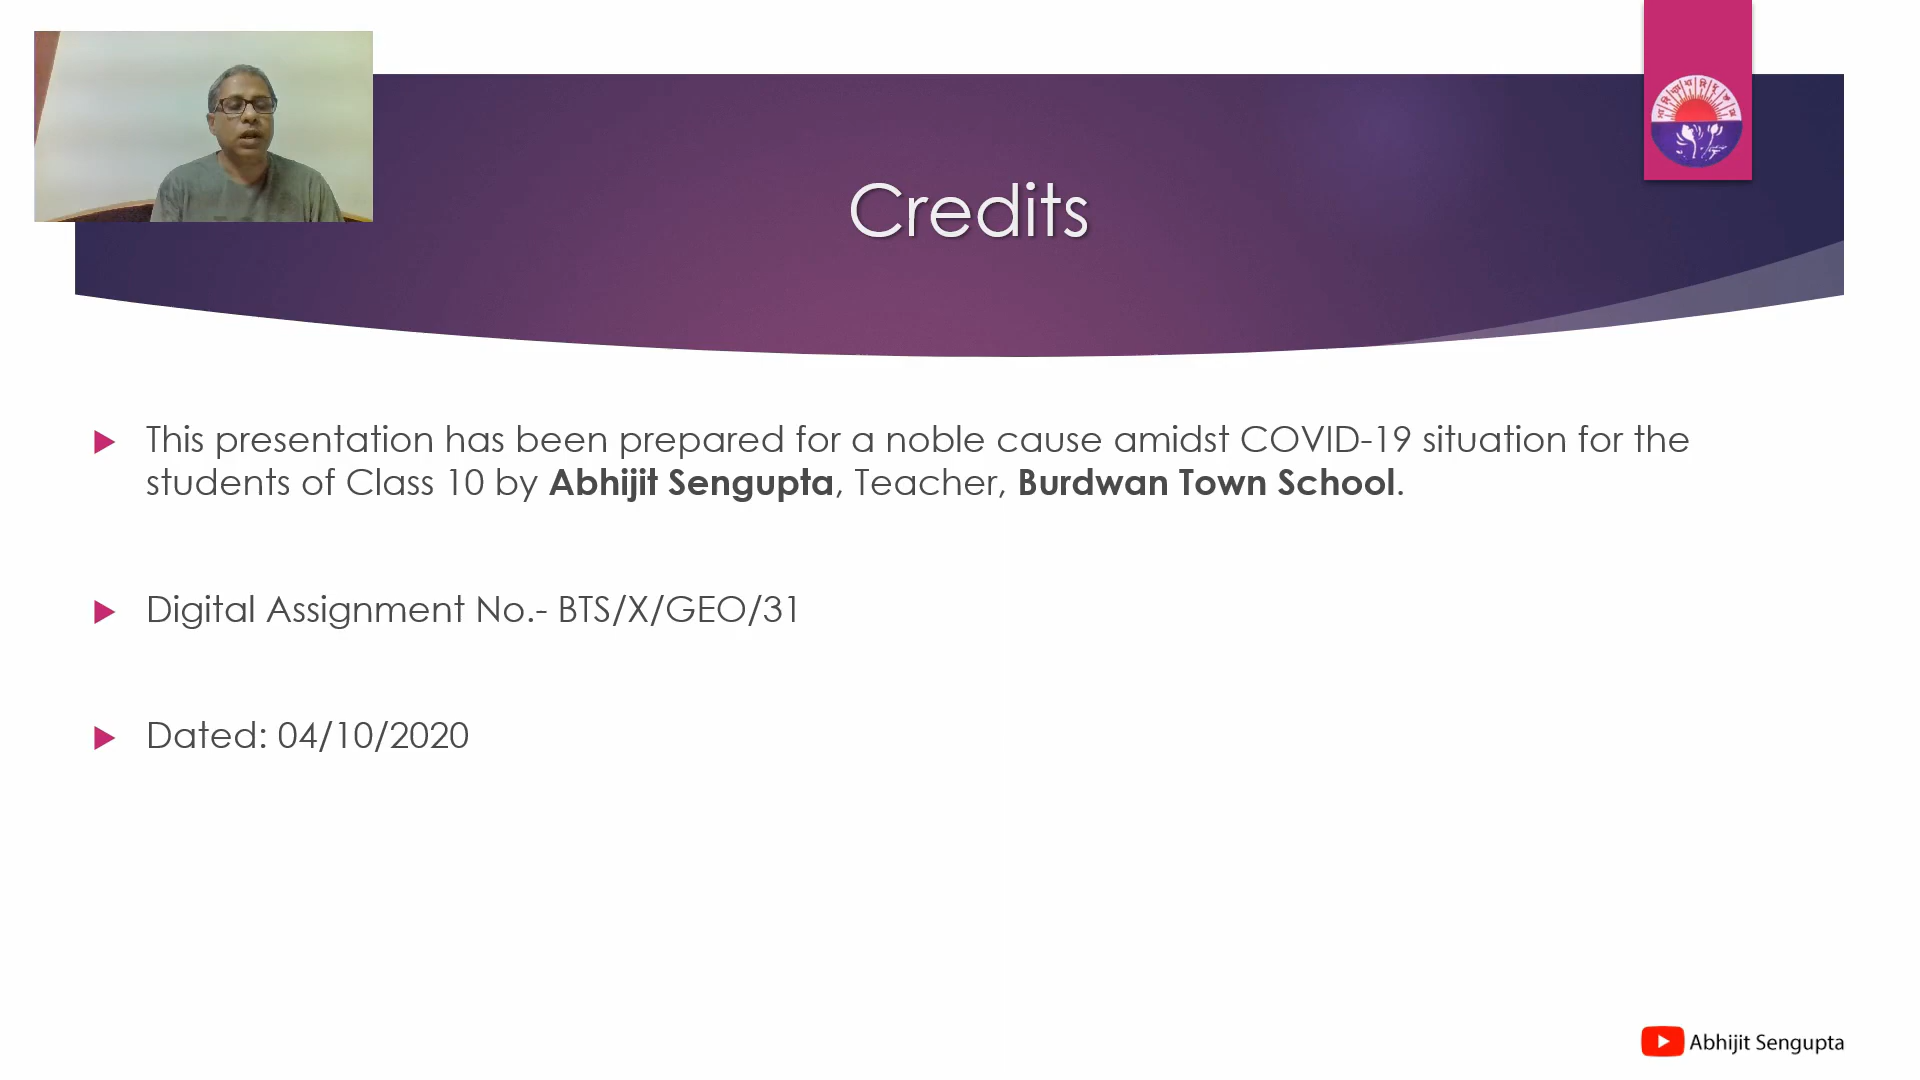 Credits
This presentation has been prepared for a noble cause amidst COVID-19 situation for the
students of Class 10 by Abhijit Sengupta, Teacher, Burdwan Town School.
Digital Assignment No.- BTS/X/GEO/31
Dated: 04/10/2020
Abhijit Sengupta